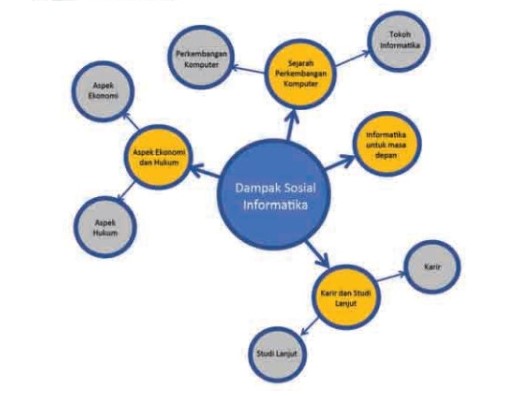 Tokoh
Informatika
Perkembangan
Komputer
Sejarah
Perkembangan
Komputer
Aspek
Ekonomi
Informatika
untuk masa
depan
Aspek Ekonomi
dan Hukum
Dampak Sosial
Informatika
Aspek
Hukum
Karir
Karir dan Studi
Lanjut
Studi Lanjut